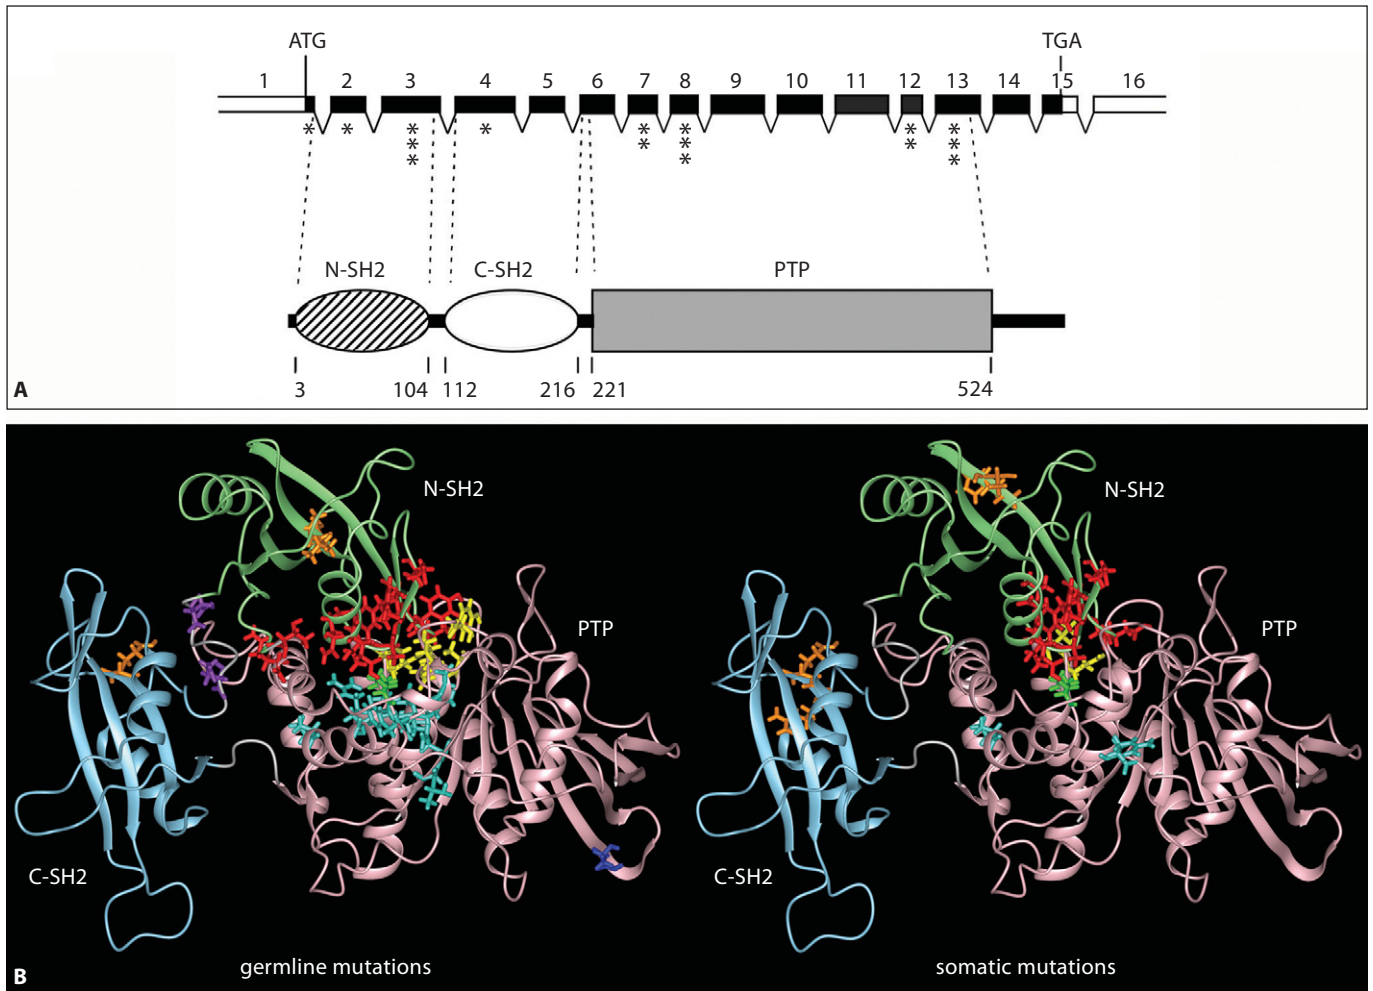 ATG TGA
1 2 3 4 5 6 7 8 9 10 11 12 13 14 15 16
* * * * * * * *
* * * * *
* * *
N-SH2 C-SH2 PTP
3 104 112 216 221 524
A
N-SH2 N-SH2
PTP PTP
C-SH2 C-SH2
germline mutations somatic mutations
B